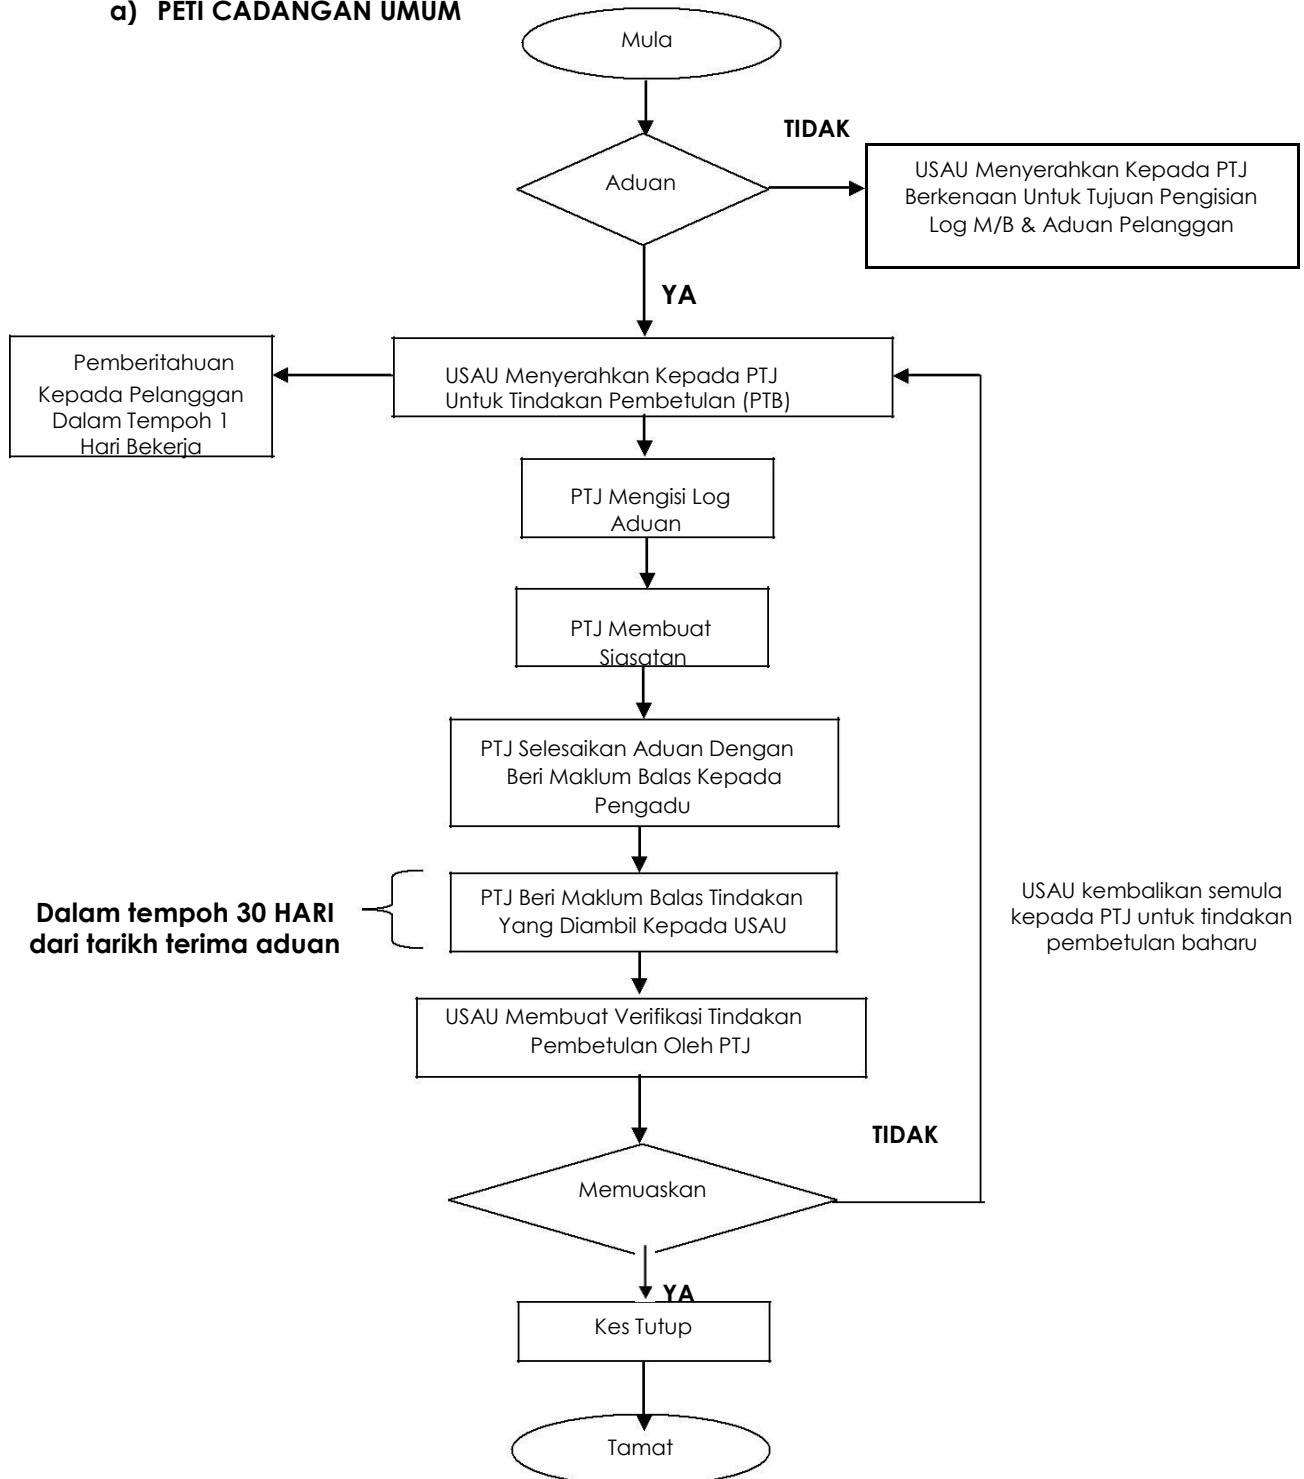 a) PETI CADANGAN UMUM
Mula
TIDAK
Aduan
USAU Menyerahkan Kepada PTJ
Berkenaan Untuk Tujuan Pengisian
Log M/B & Aduan Pelanggan
YA
Pemberitahuan
Kepada Pelanggan
Dalam Tempoh 1
Hari Bekerja
USAU Menyerahkan Kepada PTJ
Untuk Tindakan Pembetulan (PTB)
PTJ Mengisi Log
Aduan
PTJ Membuat
Siasatan
PTJ Selesaikan Aduan Dengan
Beri Maklum Balas Kepada
Pengadu
Dalam tempoh 30 HARI
dari tarikh terima aduan
PTJ Beri Maklum Balas Tindakan
Yang Diambil Kepada USAU
USAU kembalikan semula
kepada PTJ untuk tindakan
pembetulan baharu
USAU Membuat Verifikasi Tindakan
Pembetulan Oleh PTJ
TIDAK
Memuaskan
YA
Kes Tutup
Tamat